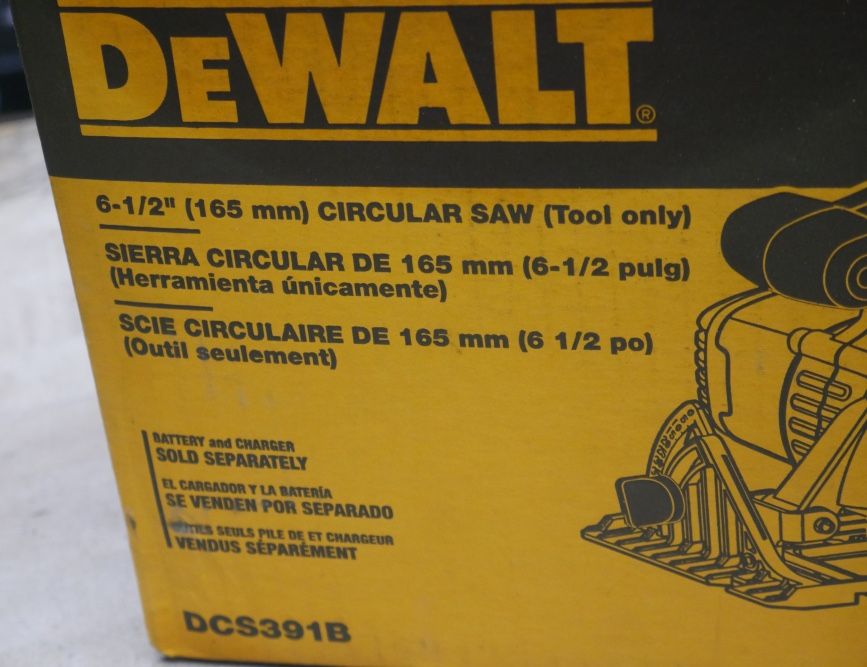 DEWALT®
6-1/2" (165 mm) CIRCULAR SAW (Tool only)
SIERRA CIRCULAR DE 165 mm (6-1/2 pulg)
(Herramienta únicamente)
SCIE CIRCULAIRE DE 165 mm (6 1/2 po)
(Outil seulement)
BATTERY and CHARGER
SOLD SEPARATELY
EL CARGADOR Y LA BATERÍA
SE VENDEN POR SEPARADO
OUTILS SEULS PILE DE ET CHARGEUR
VENDUS SÉPARÉMENT
DCS391B